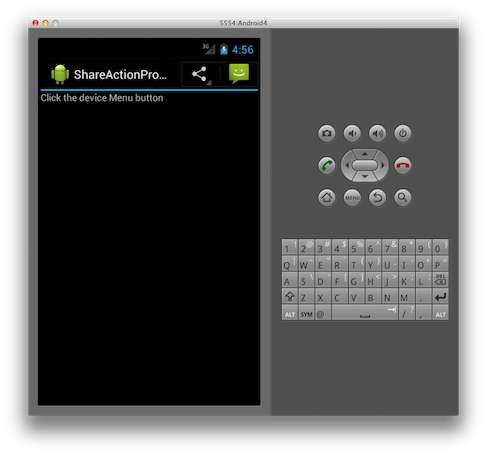 5554:Android4
3G 4:56
ShareActionPro...
Click the device Menu button
MENU
1 ! 2 @ 3 # 4 $ 5 % 6 ^ 7 & 8 * 9 ( 0 )
Q W E R T Y U I O P
A S D F G H J K L DEL
Z X C V B N M .
ALT SYM @ / ? , ALT